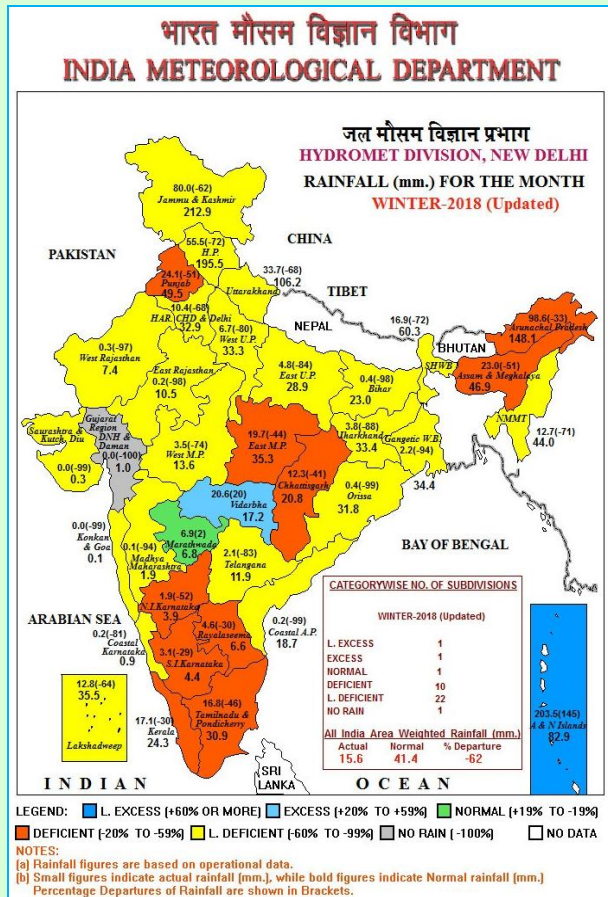 भारत मौसम विज्ञान विभाग
INDIA METEOROLOGICAL DEPARTMENT
जल मौसम विज्ञान प्रभाग
HYDROMET DIVISION, NEW DELHI
RAINFALL (mm.) FOR THE MONTH
WINTER-2018 (Updated)
80.0(-62)
Jammu & Kashmir
212.9
55.5(-72)
H.P.
195.5
PAKISTAN
CHINA
24.1(-51)
Punjab
49.5
33.7(-68)
106.2
Uttarakhand
TIBET
10.4(-68)
HAR. CHD & Delhi
32.9
6.7(-80)
West U.P.
33.3
NEPAL
16.9(-72)
60.3
SHWB
BHUTAN
98.6(-33)
Arunachal Pradesh
148.1
23.0(-51)
Assam & Meghalaya
46.9
0.3(-97)
West Rajasthan
7.4
East Rajasthan
0.2(-98)
10.5
4.8(-84)
East U.P.
28.9
0.4(-98)
Bihar
23.0
NMMT
12.7(-71)
44.0
Saurashtra &
Kutch, Diu
0.0(-99)
0.3
Gujarat
Region
DNH &
Daman
0.0(-100)
1.0
3.5(-74)
West M.P.
13.6
19.7(-44)
East M.P.
35.3
3.8(-88)
Jharkhand
33.4
Gangetic W.B.
2.2(-94)
34.4
12.3(-41)
Chhattisgarh
20.8
0.4(-99)
Orissa
31.8
20.6(20)
Vidarbha
17.2
6.9(2)
Marathwada
6.8
0.0(-99)
Konkan
& Goa
0.1
0.1(-94)
Madhya
Maharashtra
1.9
2.1(-83)
Telangana
11.9
BAY OF BENGAL
ARABIAN SEA
1.9(-52)
N.I.Karnataka
3.9
4.6(-30)
Rayalaseema
6.6
0.2(-99)
Coastal A.P.
18.7
0.2(-81)
Coastal
Karnataka
0.9
3.1(-29)
S.I.Karnataka
4.4
12.8(-64)
35.5
Lakshadweep
17.1(-30)
Kerala
24.3
16.8(-46)
Tamilnadu &
Pondicherry
30.9
CATEGORYWISE NO. OF SUBDIVISIONS
WINTER-2018 (Updated)
L. EXCESS 1
EXCESS 1
NORMAL 1
DEFICIENT 10
L. DEFICIENT 22
NO RAIN 1
All India Area Weighted Rainfall (mm.)
Actual Normal % Departure
15.6 41.4 -62
203.5(145)
A & N Islands
82.9
SRI
LANKA
INDIAN OCEAN
LEGEND: L. EXCESS (+60% OR MORE) EXCESS (+20% TO +59%) NORMAL (+19% TO -19%)
DEFICIENT (-20% TO -59%) L. DEFICIENT (-60% TO -99%) NO RAIN (-100%) NO DATA
NOTES:
(a) Rainfall figures are based on operational data.
(b) Small figures indicate actual rainfall (mm.), while bold figures indicate Normal rainfall (mm.)
Percentage Departures of Rainfall are shown in Brackets.